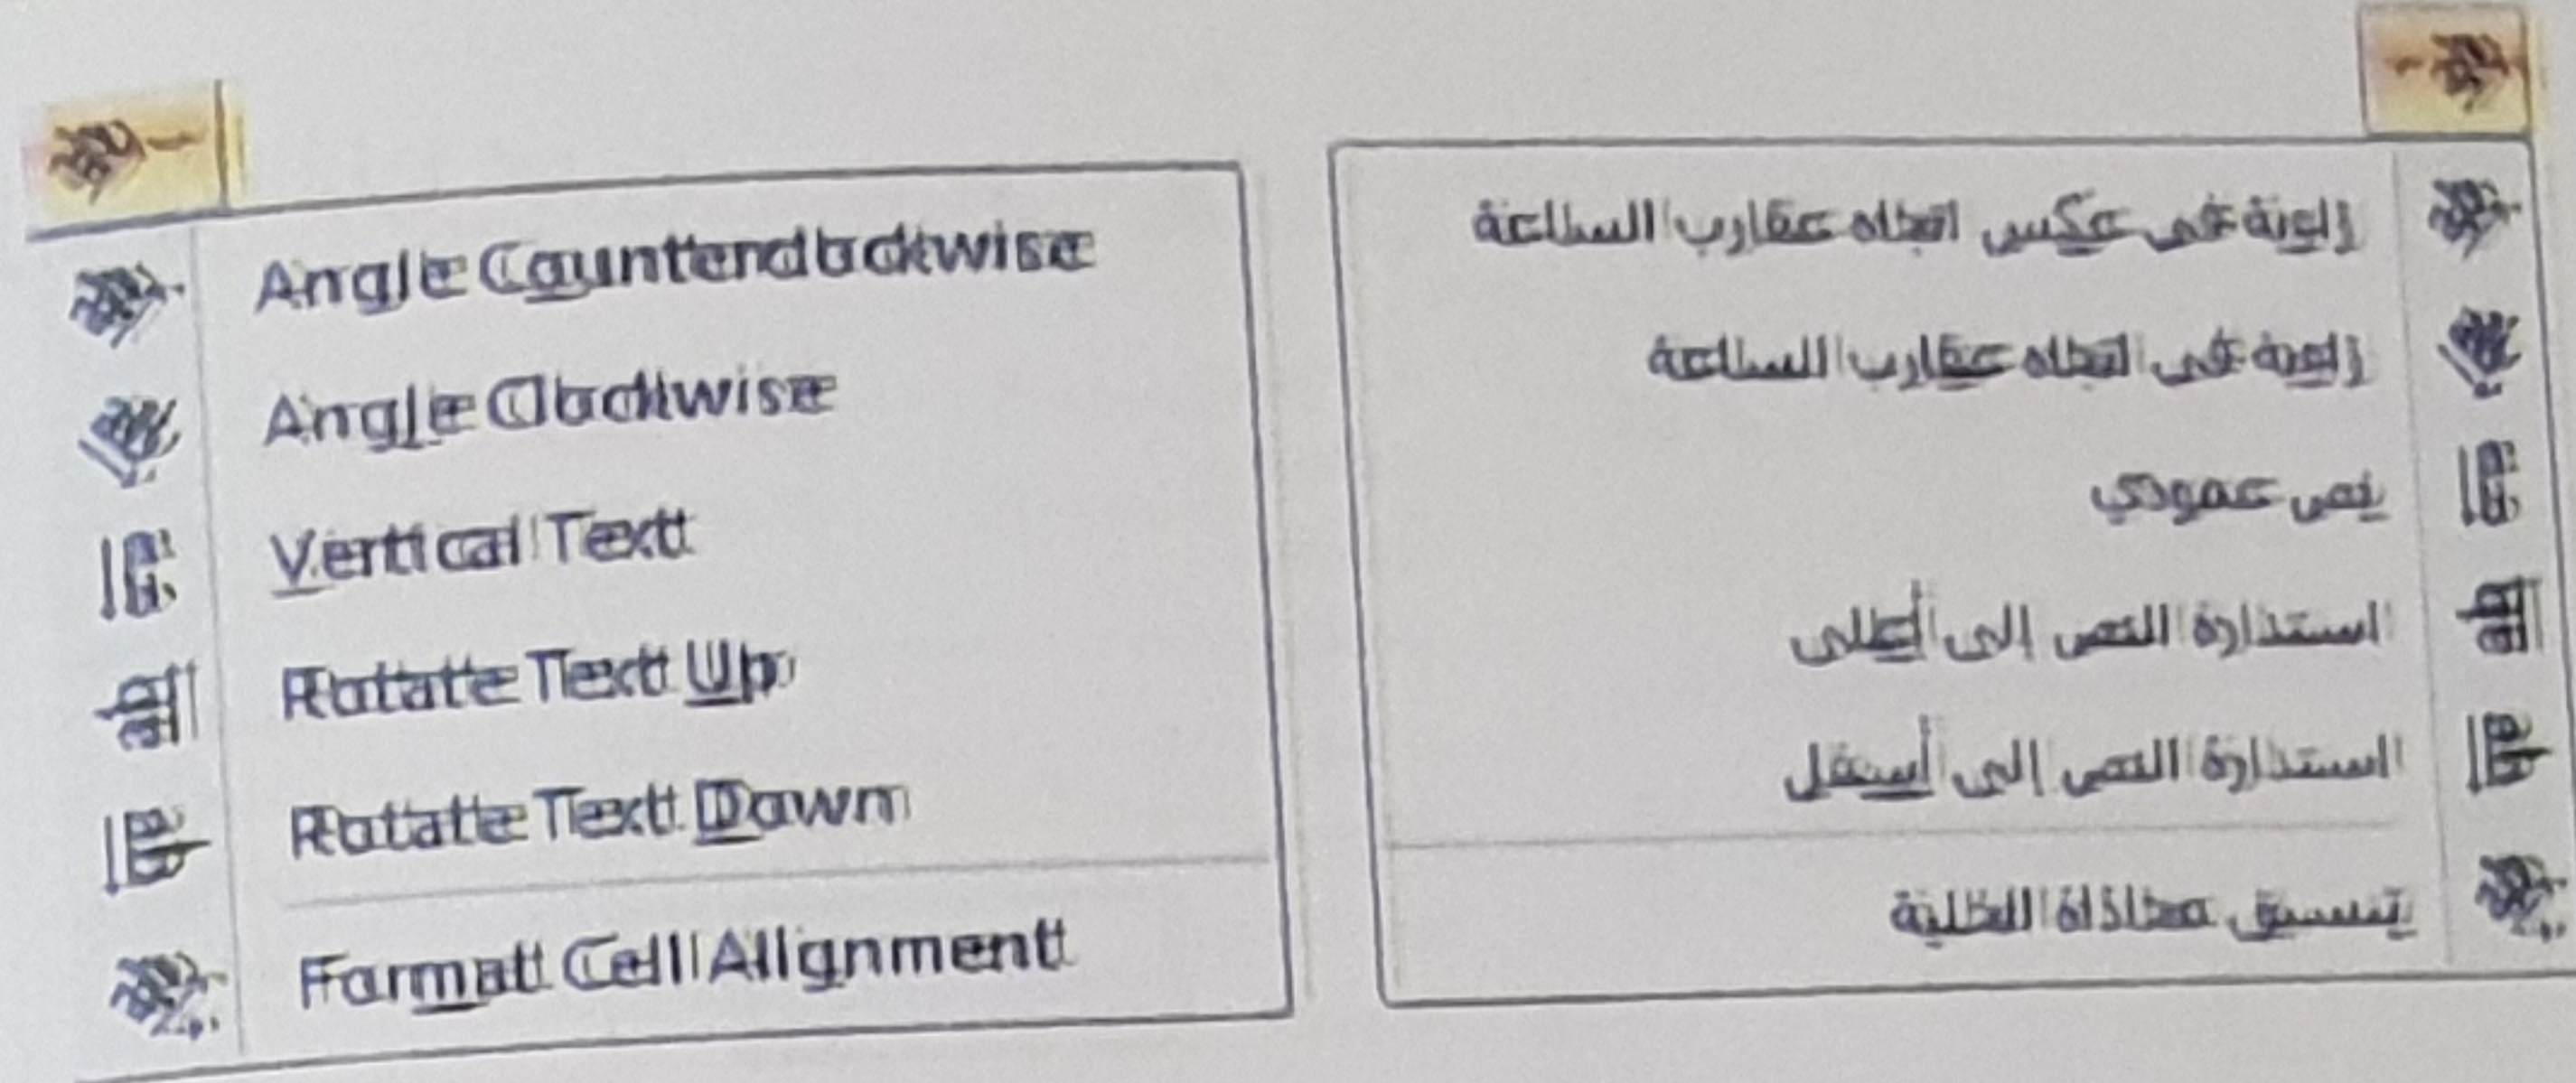 Angle Counterclockwise
Angle Clockwise
Vertical Text
Rotate Text Up
Rotate Text Down
Format Cell Alignment
زاوية في عكس اتجاه عقارب الساعة
زاوية في اتجاه عقارب الساعة
نص عمودي
استدارة النص إلى أعلى
استدارة النص إلى أسفل
تنسيق محاذاة الخلية